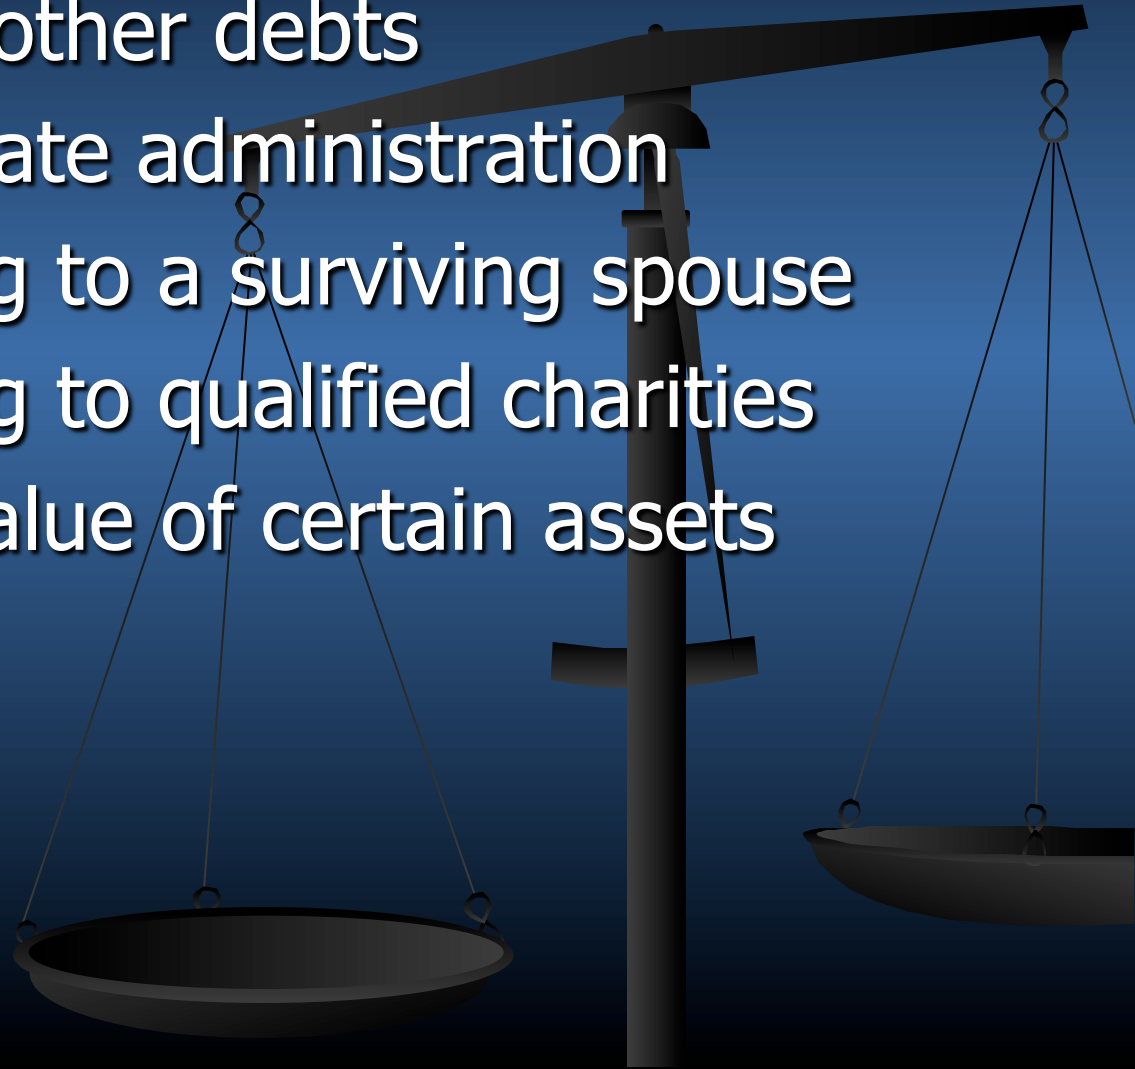 other debts
ate administration
g to a surviving spouse
g to qualified charities
alue of certain assets